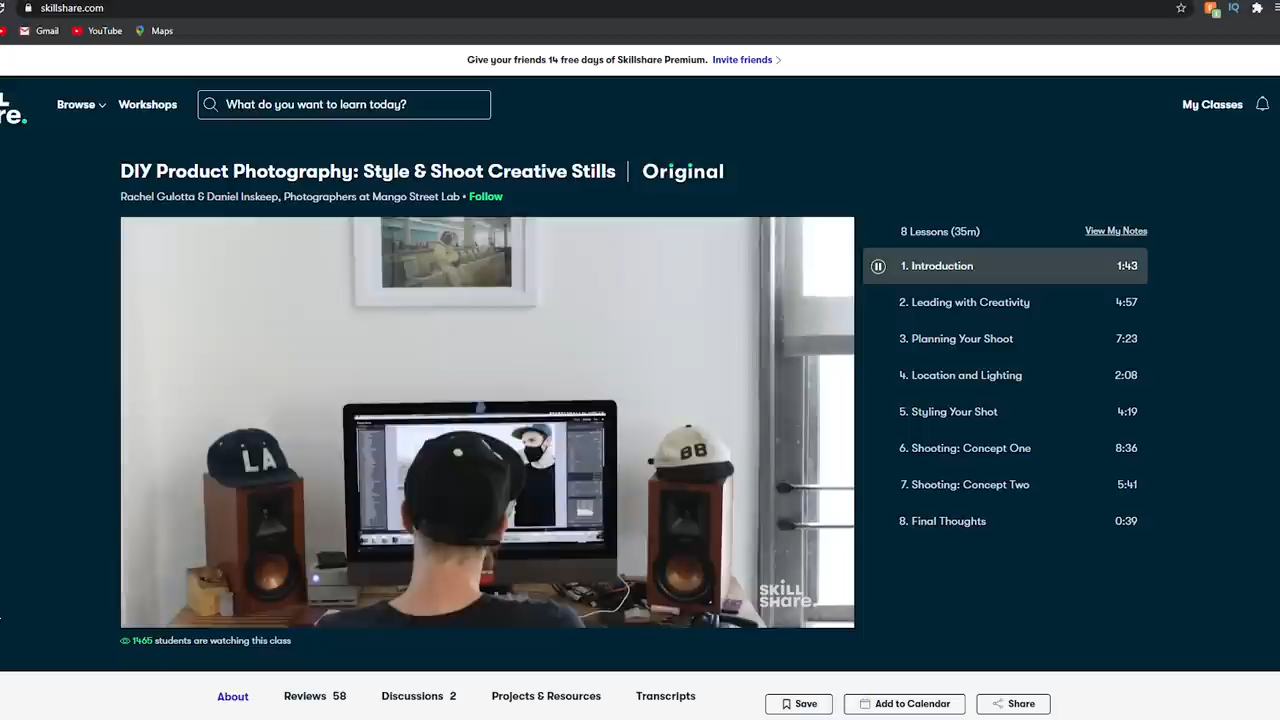 skillshare.com
Gmail YouTube Maps
Give your friends 14 free days of Skillshare Premium. Invite friends
re. Browse Workshops What do you want to learn today? My Classes
DIY Product Photography: Style & Shoot Creative Stills | Original
Rachel Gulotta & Daniel Inskeep, Photographers at Mango Street Lab • Follow
8 Lessons (35m) View My Notes
1. Introduction 1:43
2. Leading with Creativity 4:57
3. Planning Your Shoot 7:23
4. Location and Lighting 2:08
5. Styling Your Shot 4:19
6. Shooting: Concept One 8:36
7. Shooting: Concept Two 5:41
8. Final Thoughts 0:39
LA
BB
SKILL
SHARE.
1465 students are watching this class
About Reviews 58 Discussions 2 Projects & Resources Transcripts Save Add to Calendar Share